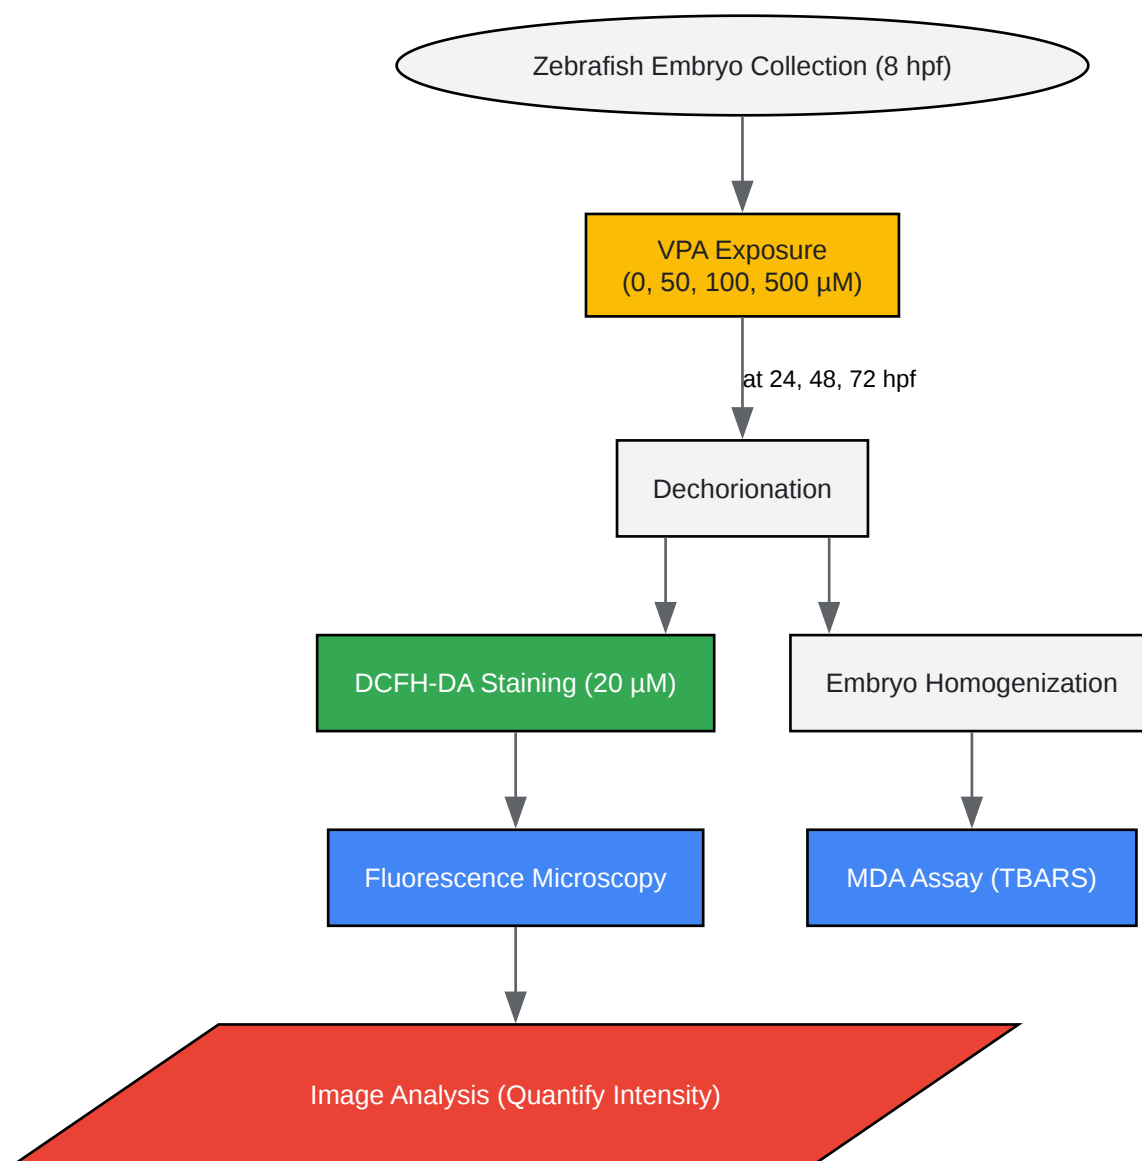 Zebrafish Embryo Collection (8 hpf)
VPA Exposure
(0, 50, 100, 500 µM)
at 24, 48, 72 hpf
Dechorionation
DCFH-DA Staining (20 µM)
Embryo Homogenization
Fluorescence Microscopy
MDA Assay (TBARS)
Image Analysis (Quantify Intensity)